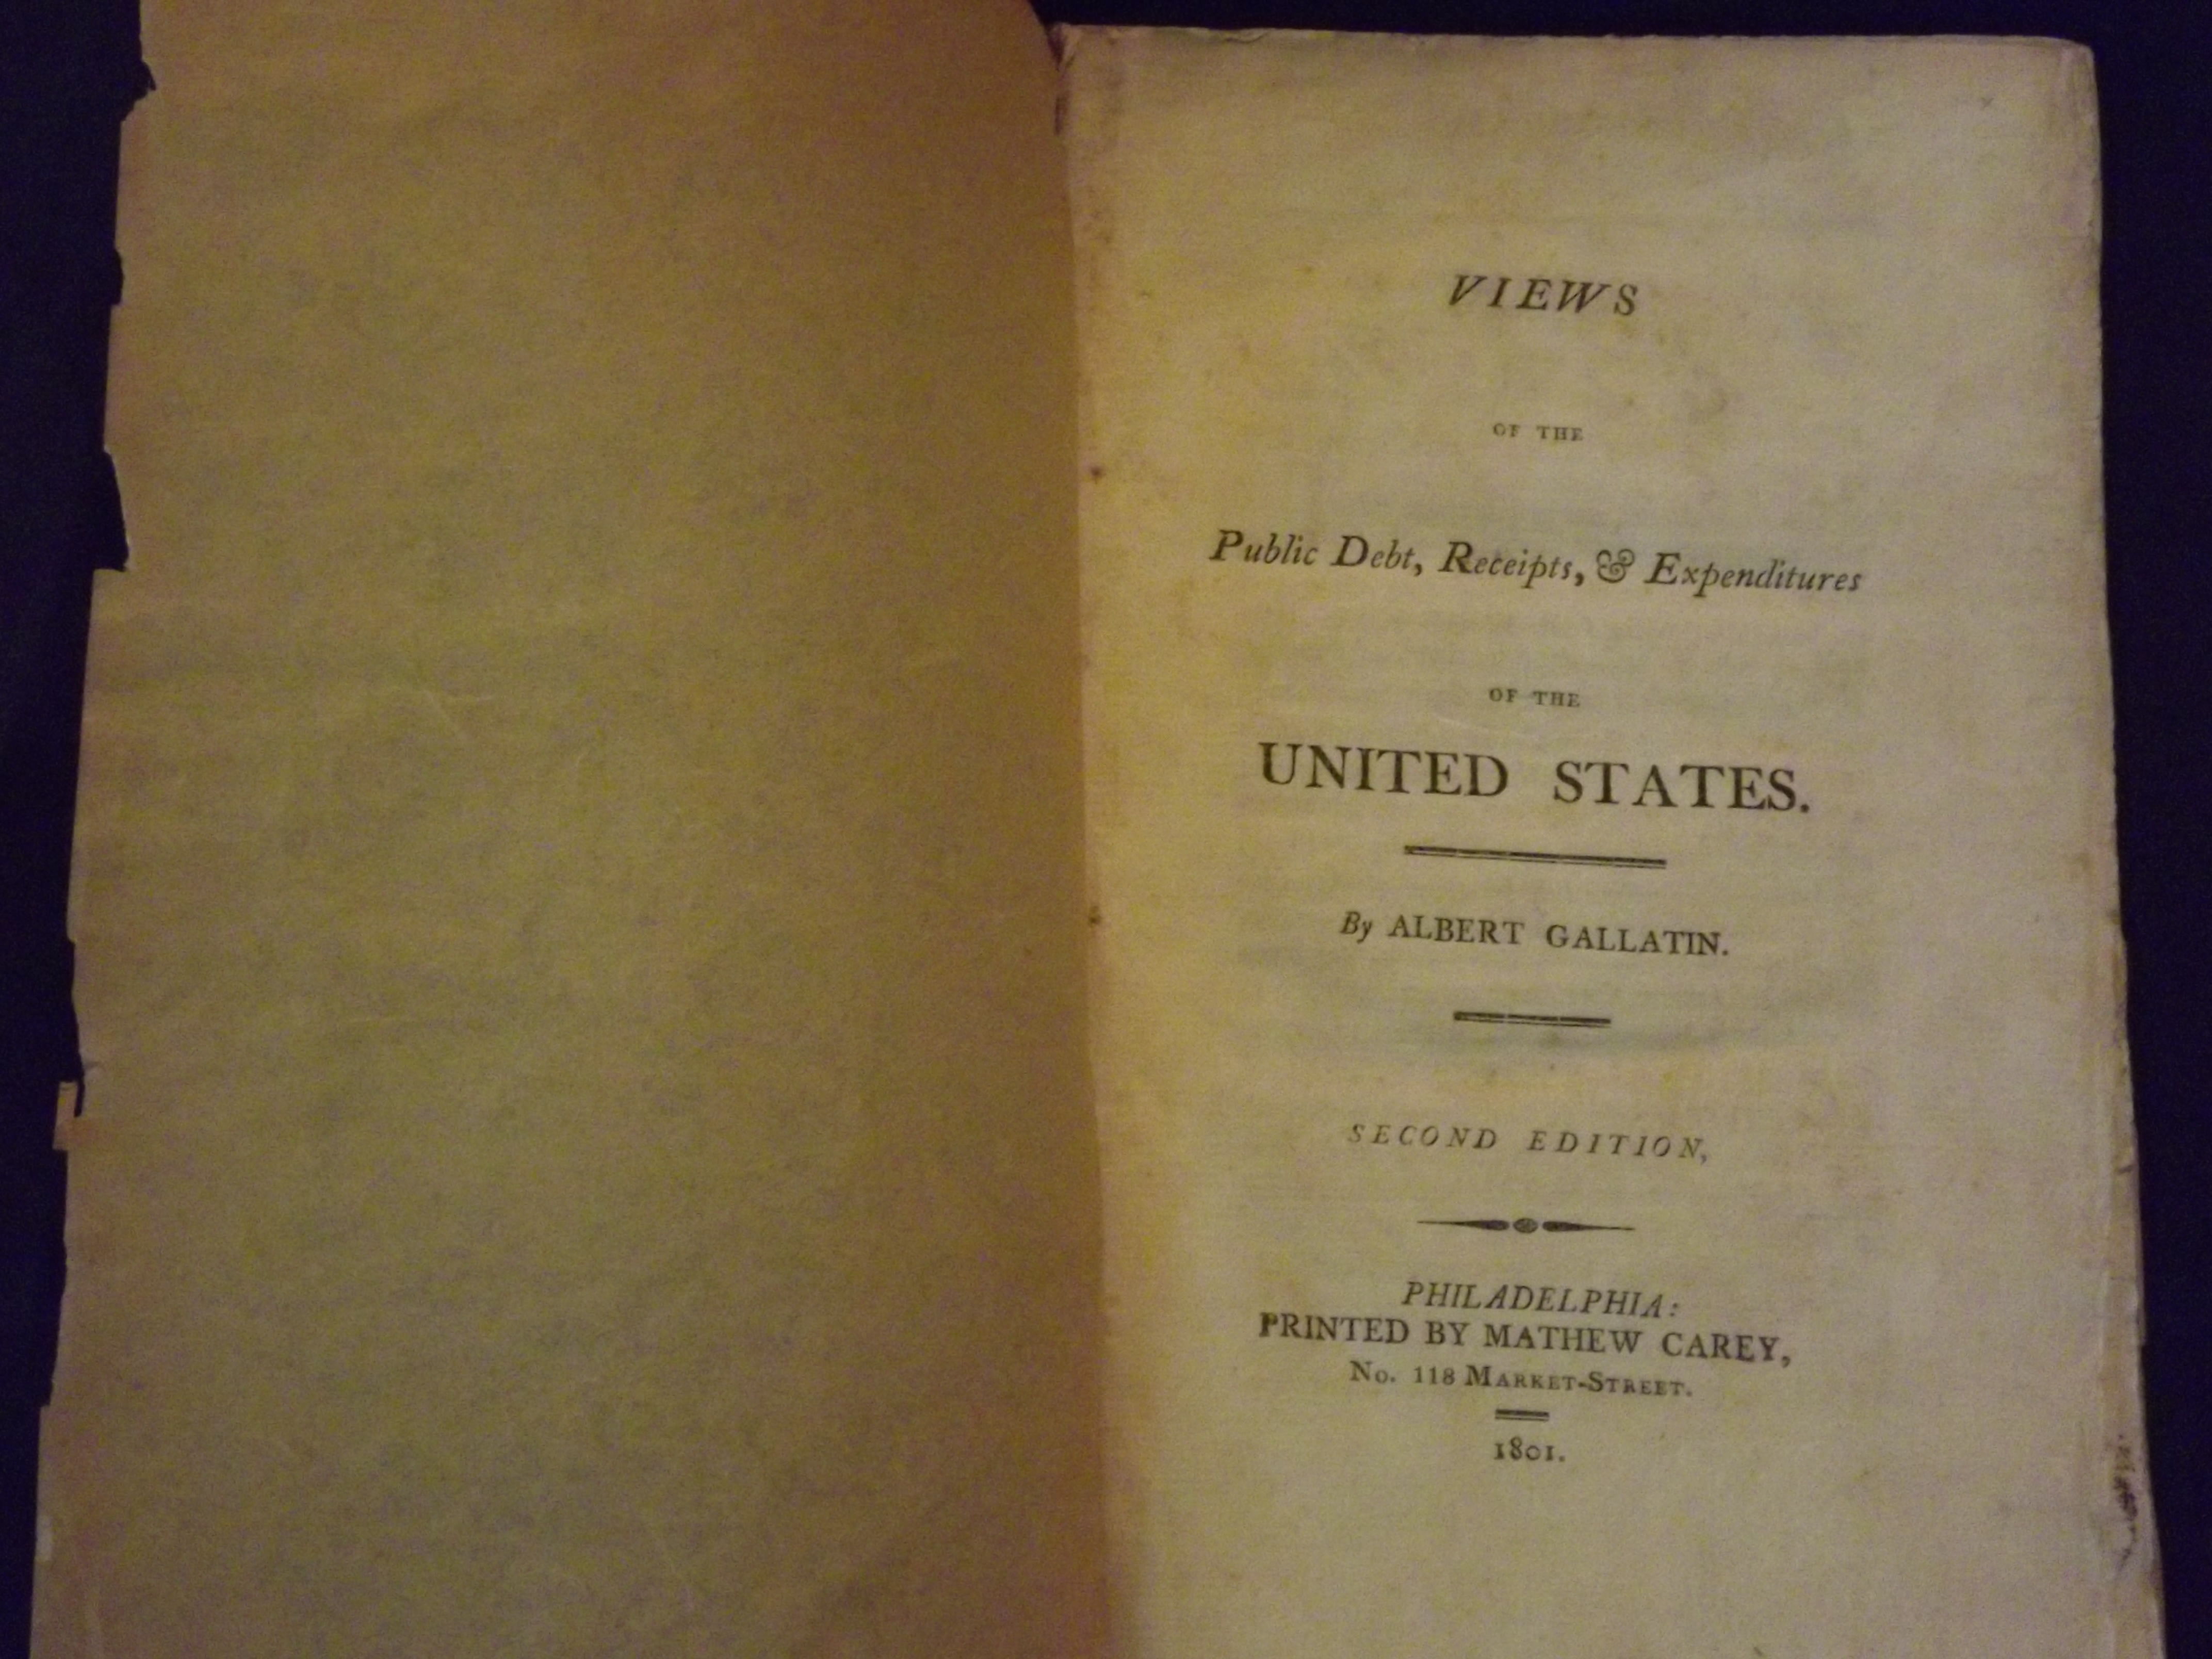 VIEWS
OF THE
Public Debt, Receipts, & Expenditures
OF THE
UNITED STATES.
By ALBERT GALLATIN.
SECOND EDITION,
PHILADELPHIA:
PRINTED BY MATHEW CAREY,
No. 118 MARKET-STREET.
1801.